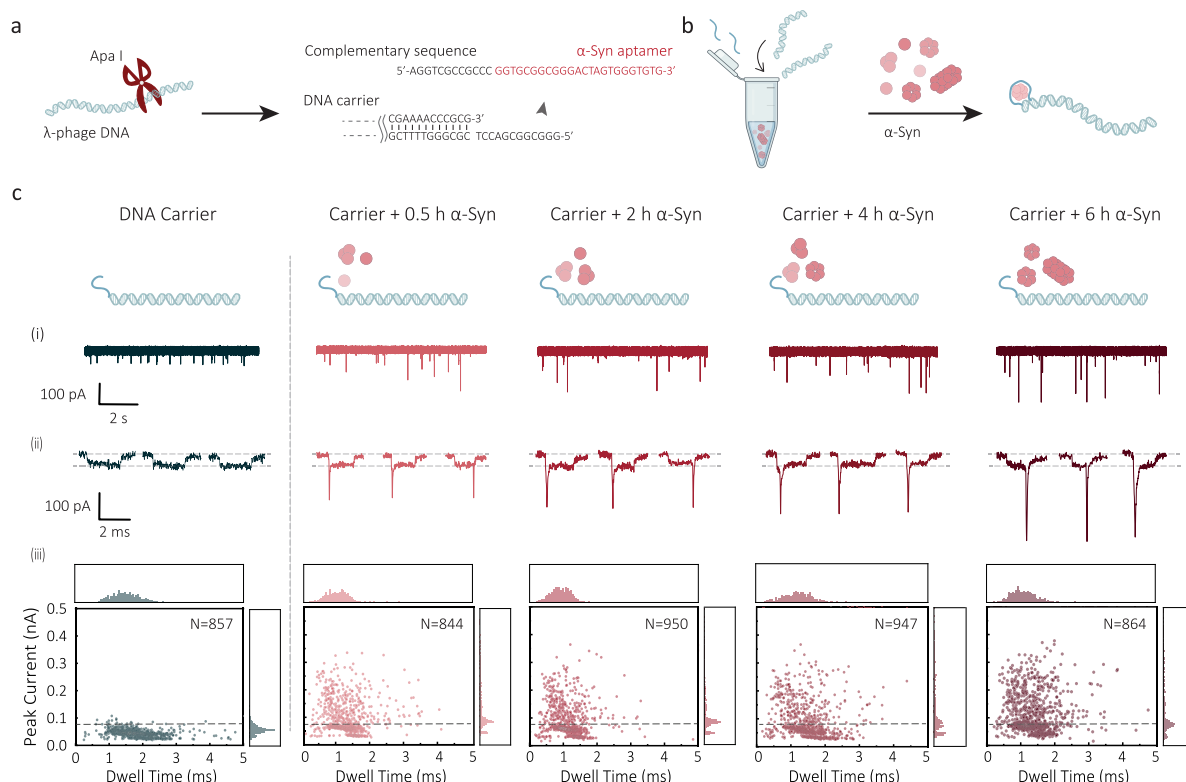 a
Apa I
λ-phage DNA
Complementary sequence
α-Syn aptamer
5’-AGGTCGCCGCCC GGTGCGGCGGGACTAGTGGGTGTG-3’
DNA carrier
CGAAAACCCGCG-3’
GCTTTTGGGCGC TCCAGCGGCGGG-5’
b
α-Syn
c
DNA Carrier
Carrier + 0.5 h α-Syn
Carrier + 2 h α-Syn
Carrier + 4 h α-Syn
Carrier + 6 h α-Syn
(i)
100 pA
2 s
(ii)
100 pA
2 ms
(iii)
Peak Current (nA)
0.5
0.4
0.3
0.2
0.1
0.0
N=857
N=844
N=950
N=947
N=864
0 1 2 3 4 5
0 1 2 3 4 5
0 1 2 3 4 5
0 1 2 3 4 5
0 1 2 3 4 5
Dwell Time (ms)
Dwell Time (ms)
Dwell Time (ms)
Dwell Time (ms)
Dwell Time (ms)